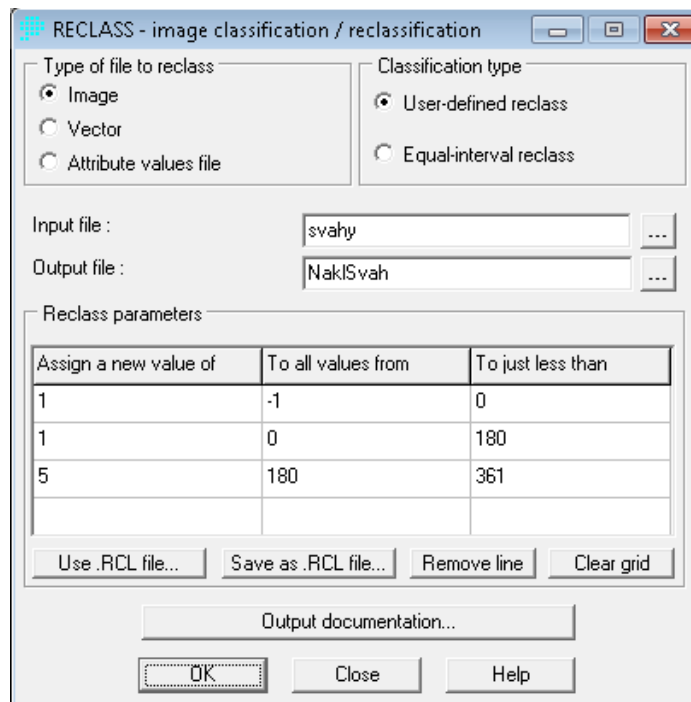 RECLASS - image classification / reclassification
Type of file to reclass
Image
Vector
Attribute values file
Classification type
User-defined reclass
Equal-interval reclass
Input file : svahy ...
Output file : NaklSvah ...
Reclass parameters
Assign a new value of To all values from To just less than
1 -1 0
1 0 180
5 180 361
Use .RCL file... Save as .RCL file... Remove line Clear grid
Output documentation...
OK Close Help